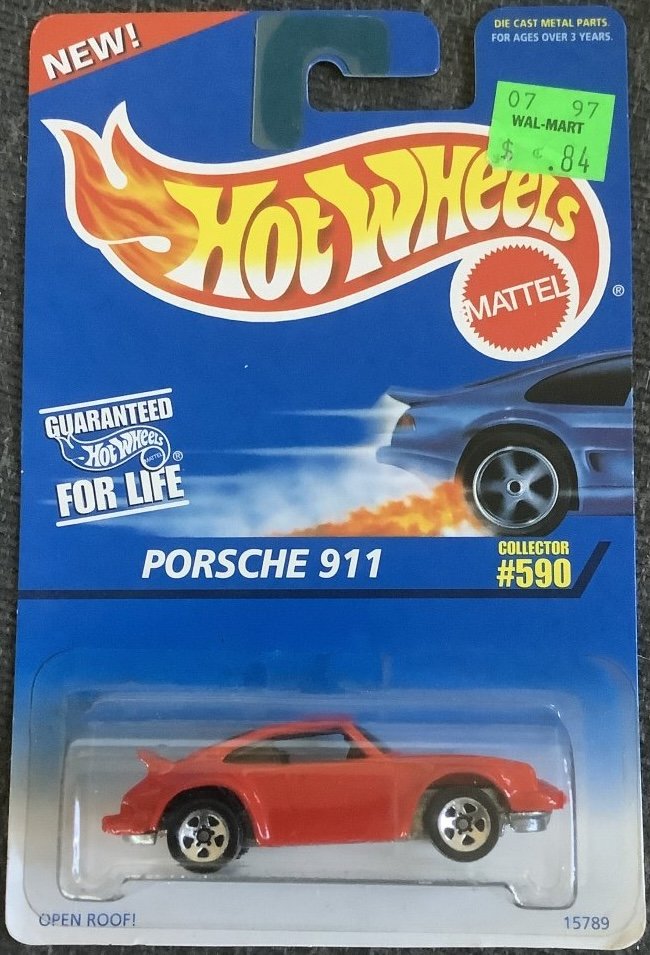 NEW!
DIE CAST METAL PARTS.
FOR AGES OVER 3 YEARS.
07 97
WAL-MART
$ ¢.84
HOT WHEELS
MATTEL
®
GUARANTEED
HOT WHEELS
MATTEL
®
FOR LIFE
PORSCHE 911
COLLECTOR
#590
OPEN ROOF!
15789